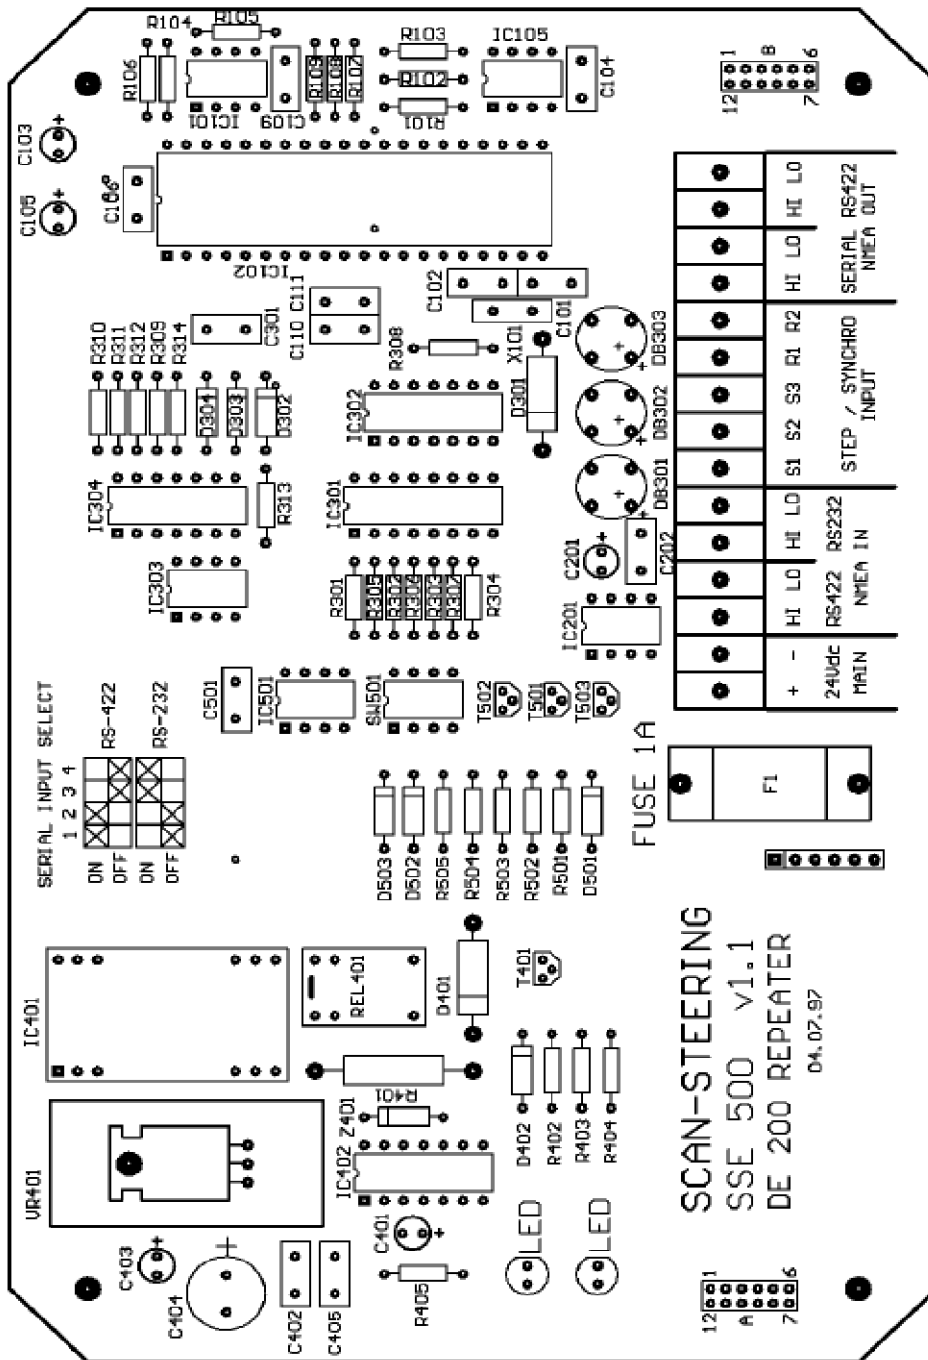 R104
R105
R106
R103
IC105
R102
R101
C104
IC101
C109
R109
R108
R107
1 B 6
12 7
C103
C105
C106
IC102
LO
HI
LO
HI
SERIAL RS422
NMEA OUT
C102
C101
C111
C110
C301
X101
R308
R310
R311
R312
R309
R314
D304
D303
D302
IC302
D301
DB303
DB302
DB301
R2
R1
S3
S2
S1
STEP / SYNCHRO
INPUT
IC304
R313
IC301
C201
C202
LO
HI
RS232
LO
HI
RS422
NMEA IN
IC303
R301
R305
R303
R304
IC201
-
+
24Vdc
MAIN
C501
IC501
SW501
T502
T501
T503
SERIAL INPUT SELECT
1 2 3 4
RS-422
RS-232
ON
OFF
ON
OFF
FUSE 1A
F1
D503
D502
R505
R504
R503
R502
R501
D501
IC401
REL401
D401
T401
SCAN-STEERING
SSE 500 v1.1
DE 200 REPEATER
04.07.97
R401
Z401
D402
R402
R403
R404
VR401
IC402
C401
LED
LED
C403
C404
C402
C405
R405
1 6
12 A 7